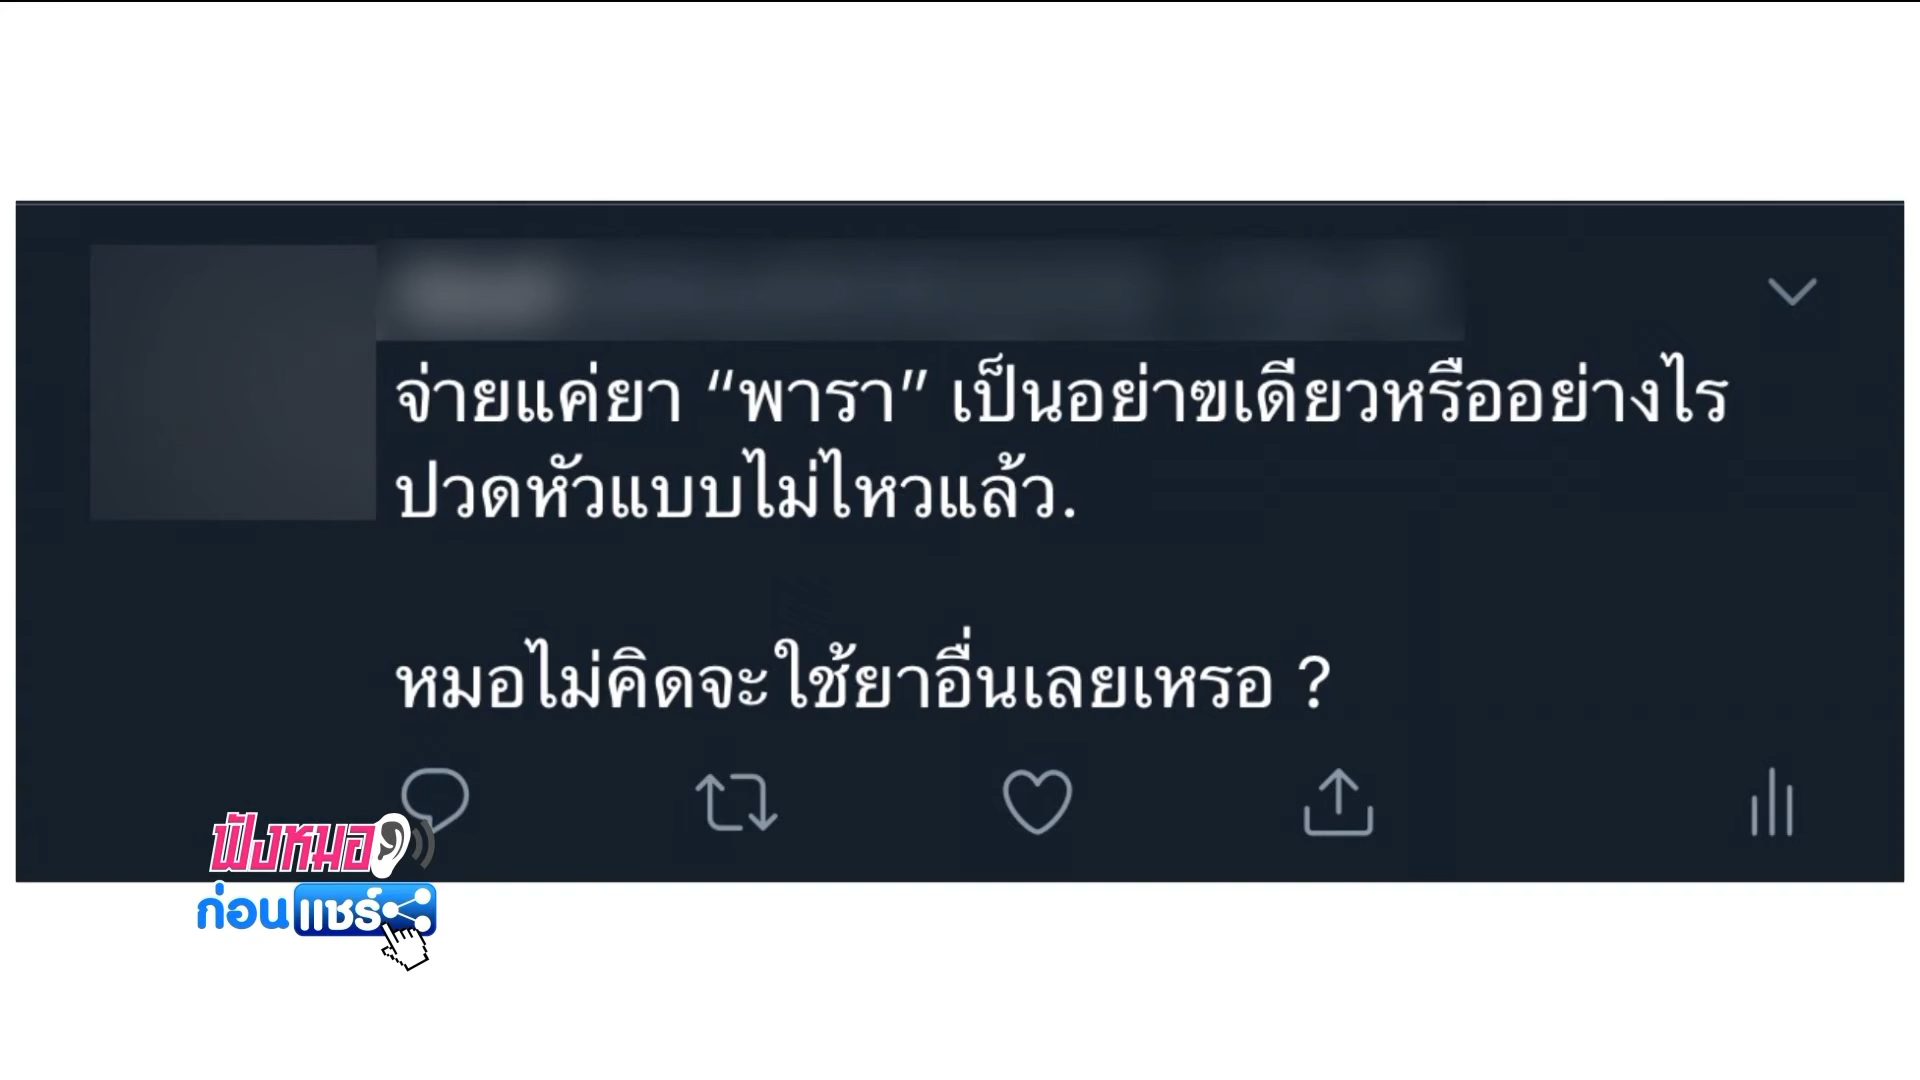 จ่ายแค่ยา “พารา” เป็นอย่าฃเดียวหรืออย่างไร
ปวดหัวแบบไม่ไหวแล้ว.
หมอไม่คิดจะใช้ยาอื่นเลยเหรอ ?
ฟังหมอ
ก่อนแชร์